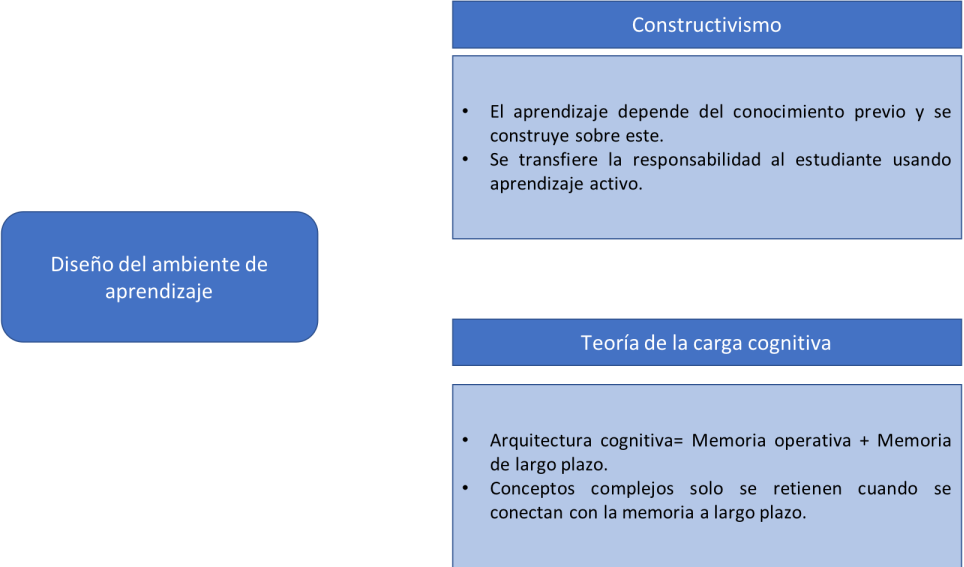 Constructivismo
• El aprendizaje depende del conocimiento previo y se
construye sobre este.
• Se transfiere la responsabilidad al estudiante usando
aprendizaje activo.
Diseño del ambiente de
aprendizaje
Teoría de la carga cognitiva
• Arquitectura cognitiva= Memoria operativa + Memoria
de largo plazo.
• Conceptos complejos solo se retienen cuando se
conectan con la memoria a largo plazo.